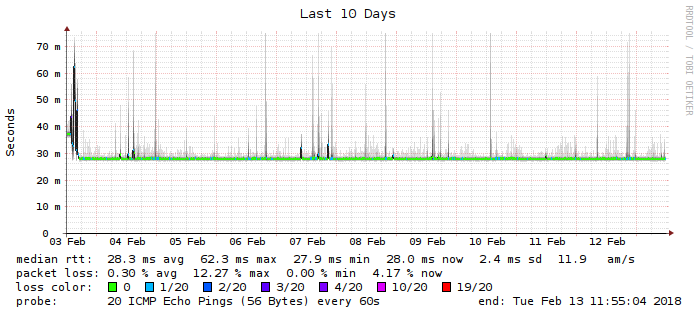 Last 10 Days
RRDTOOL / TOBI OETIKER
Seconds
70 m
60 m
50 m
40 m
30 m
20 m
10 m
0
03 Feb 04 Feb 05 Feb 06 Feb 07 Feb 08 Feb 09 Feb 10 Feb 11 Feb 12 Feb
median rtt: 28.3 ms avg 62.3 ms max 27.9 ms min 28.0 ms now 2.4 ms sd 11.9 am/s
packet loss: 0.30 % avg 12.27 % max 0.00 % min 4.17 % now
loss color: 0 1/20 2/20 3/20 4/20 10/20 19/20
probe: 20 ICMP Echo Pings (56 Bytes) every 60s end: Tue Feb 13 11:55:04 2018